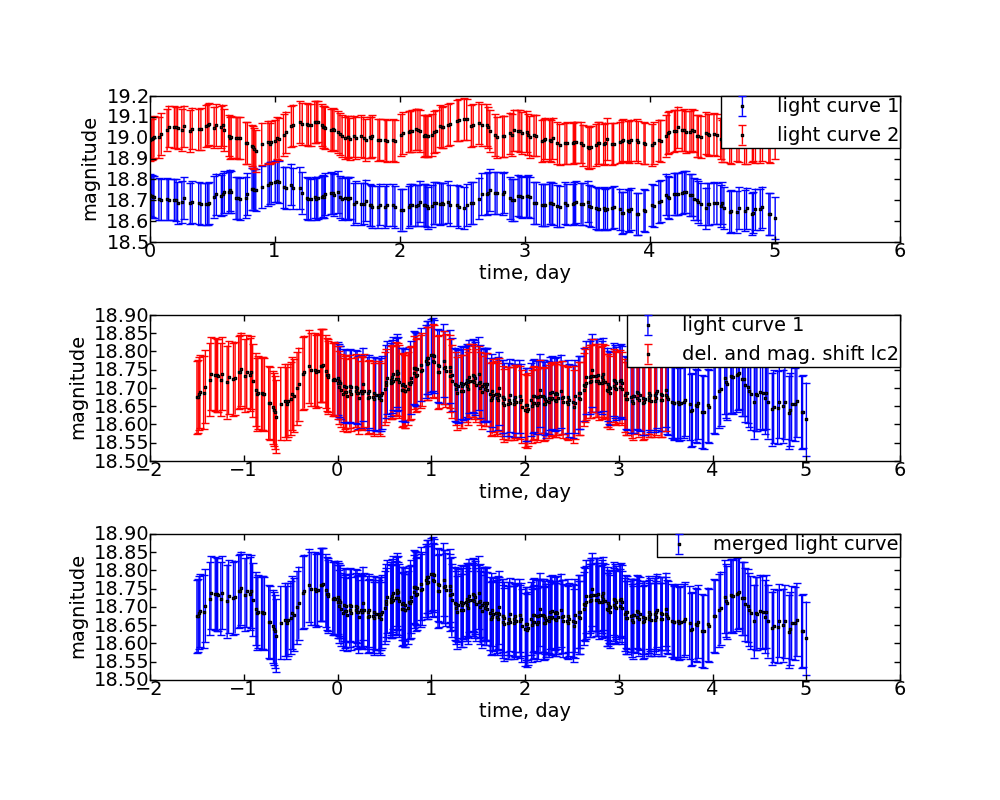 magnitude
19.2
19.1
19.0
18.9
18.8
18.7
18.6
18.5
0 1 2 3 4 5 6
time, day
light curve 1
light curve 2
magnitude
18.90
18.85
18.80
18.75
18.70
18.65
18.60
18.55
18.50
−2 −1 0 1 2 3 4 5 6
time, day
light curve 1
del. and mag. shift lc2
magnitude
18.90
18.85
18.80
18.75
18.70
18.65
18.60
18.55
18.50
−2 −1 0 1 2 3 4 5 6
time, day
merged light curve